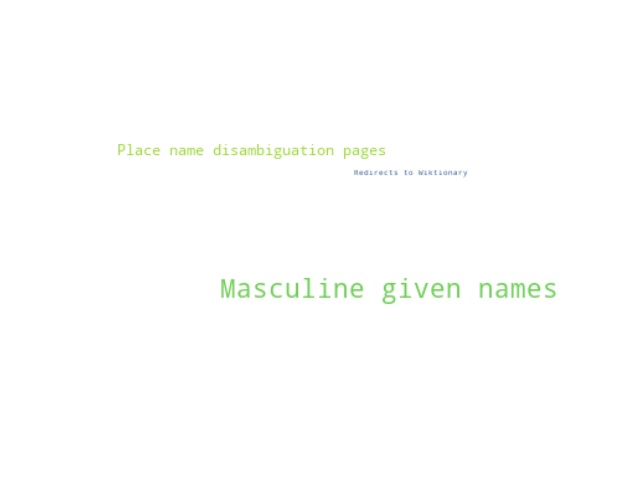 Place name disambiguation pages
Redirects to Wiktionary
Masculine given names